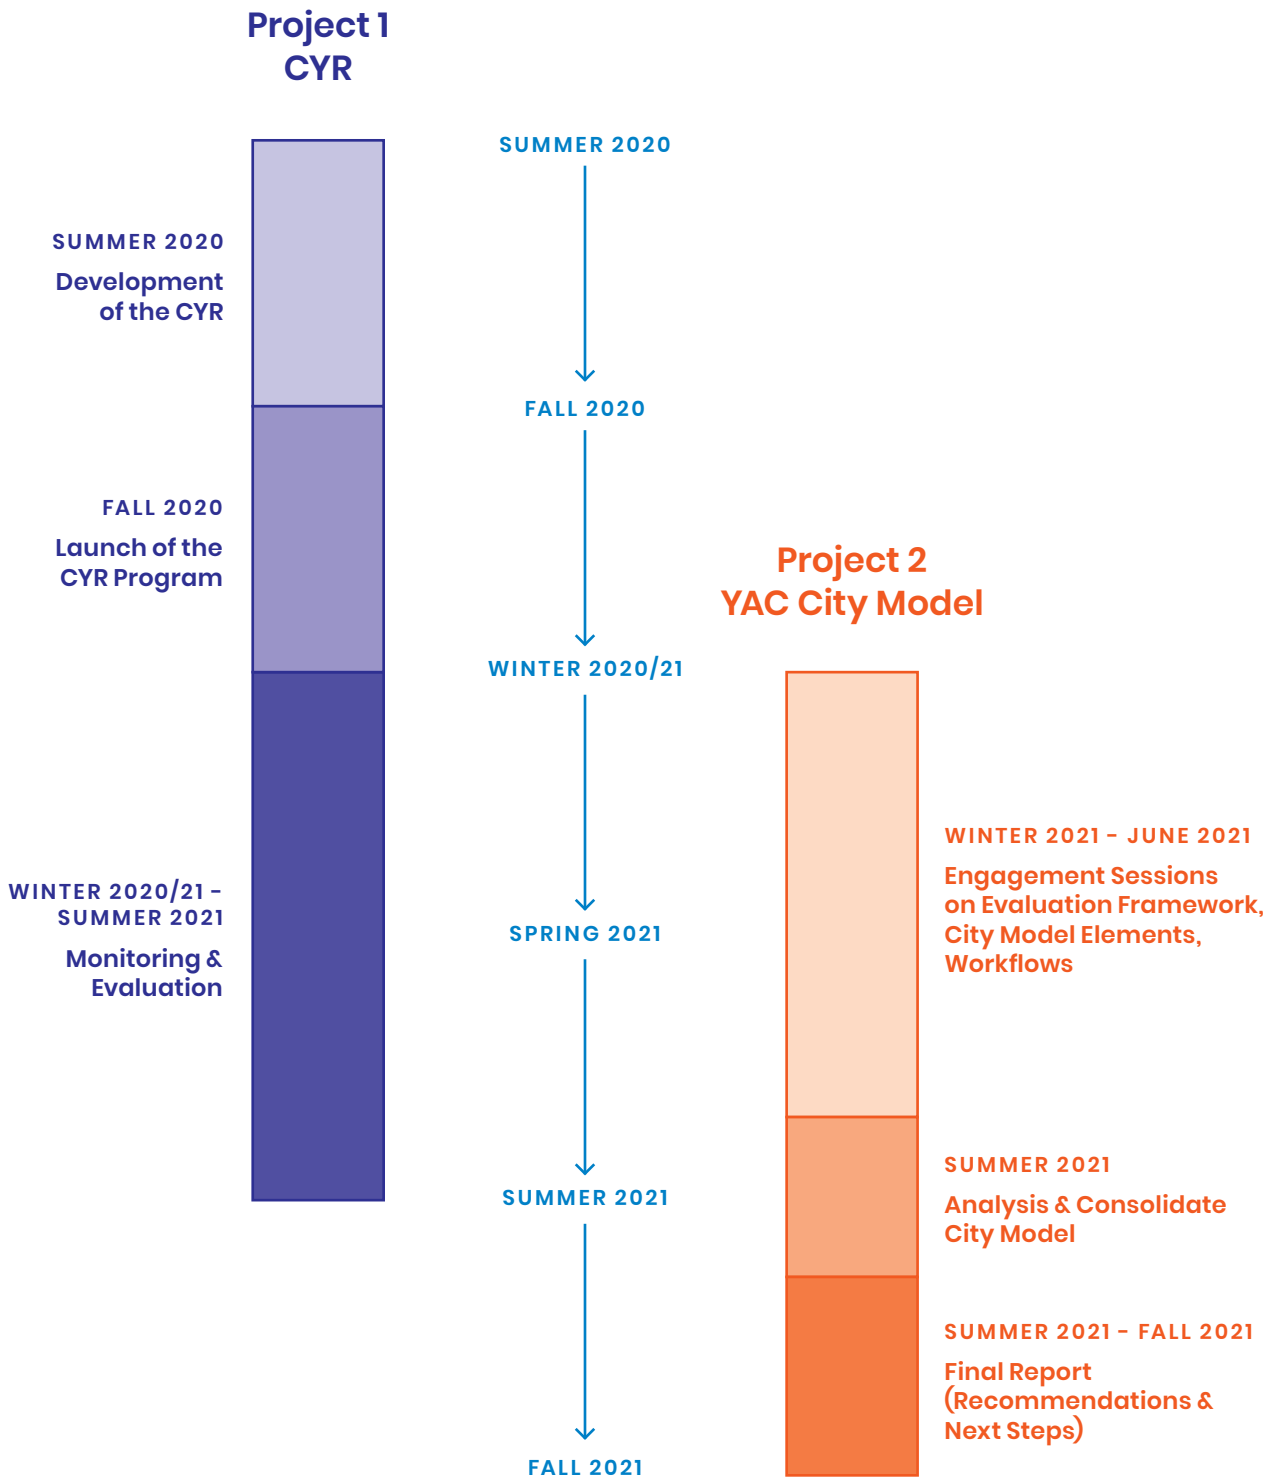 Project 1
CYR
SUMMER 2020
Development
of the CYR
FALL 2020
Launch of the
CYR Program
WINTER 2020/21 -
SUMMER 2021
Monitoring &
Evaluation
SUMMER 2020
FALL 2020
WINTER 2020/21
SPRING 2021
SUMMER 2021
FALL 2021
Project 2
YAC City Model
WINTER 2021 - JUNE 2021
Engagement Sessions
on Evaluation Framework,
City Model Elements,
Workflows
SUMMER 2021
Analysis & Consolidate
City Model
SUMMER 2021 - FALL 2021
Final Report
(Recommendations &
Next Steps)